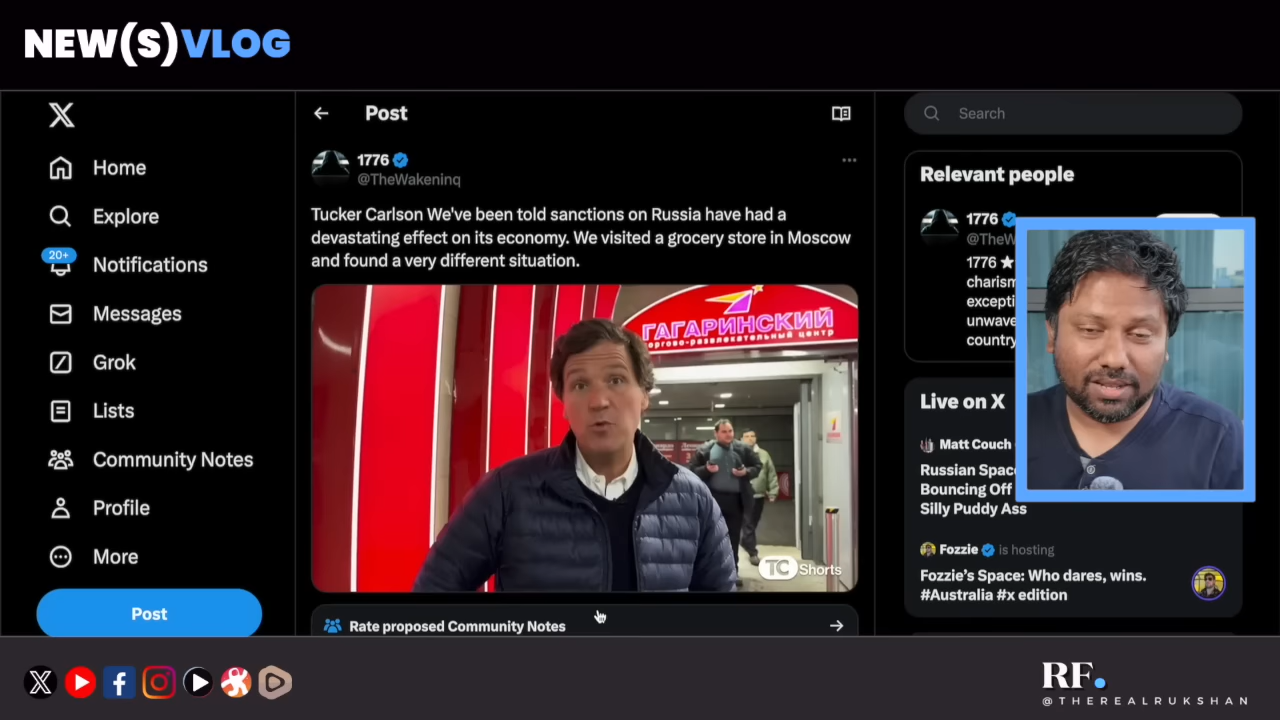 NEW(S)VLOG
Home
Explore
20+
Notifications
Messages
Grok
Lists
Community Notes
Profile
More
Post
Post
1776
@TheWakeninq
Tucker Carlson We've been told sanctions on Russia have had a
devastating effect on its economy. We visited a grocery store in Moscow
and found a very different situation.
ГАГАРИНСКИЙ
торгово-развлекательный центр
TC Shorts
Rate proposed Community Notes
Search
Relevant people
1776
@TheW
1776
charism
excepti
unwave
country
Live on X
Matt Couch
Russian Space
Bouncing Off
Silly Puddy Ass
Fozzie is hosting
Fozzie's Space: Who dares, wins.
#Australia #x edition
RF.
@THEREALRUKSHAN